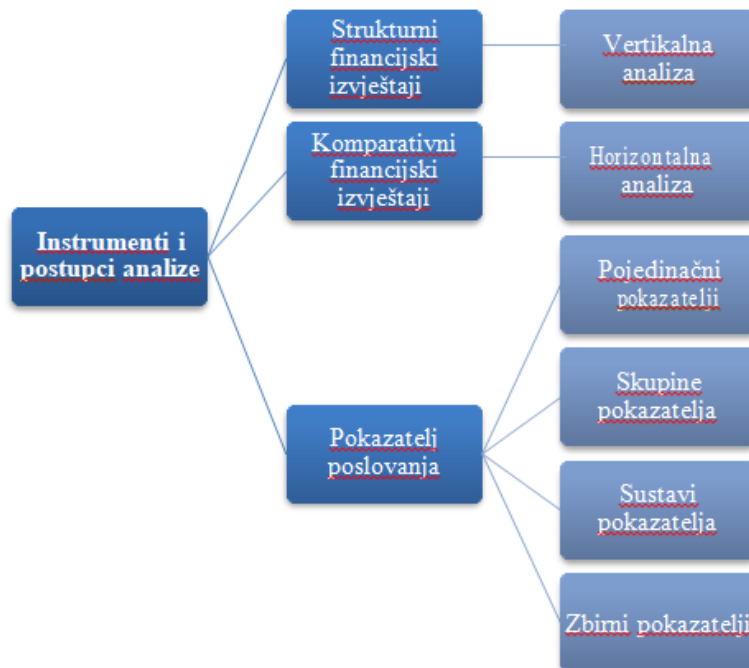 Instrumenti i
postupci analize
Strukturni
financijski
izvještaji
Vertikalna
analiza
Komparativni
financijski
izvještaji
Horizontalna
analiza
Pokazatelj
poslovanja
Pojedinačni
pokazatelji
Skupine
pokazatelja
Sustavi
pokazatelja
Zbirni pokazatelji